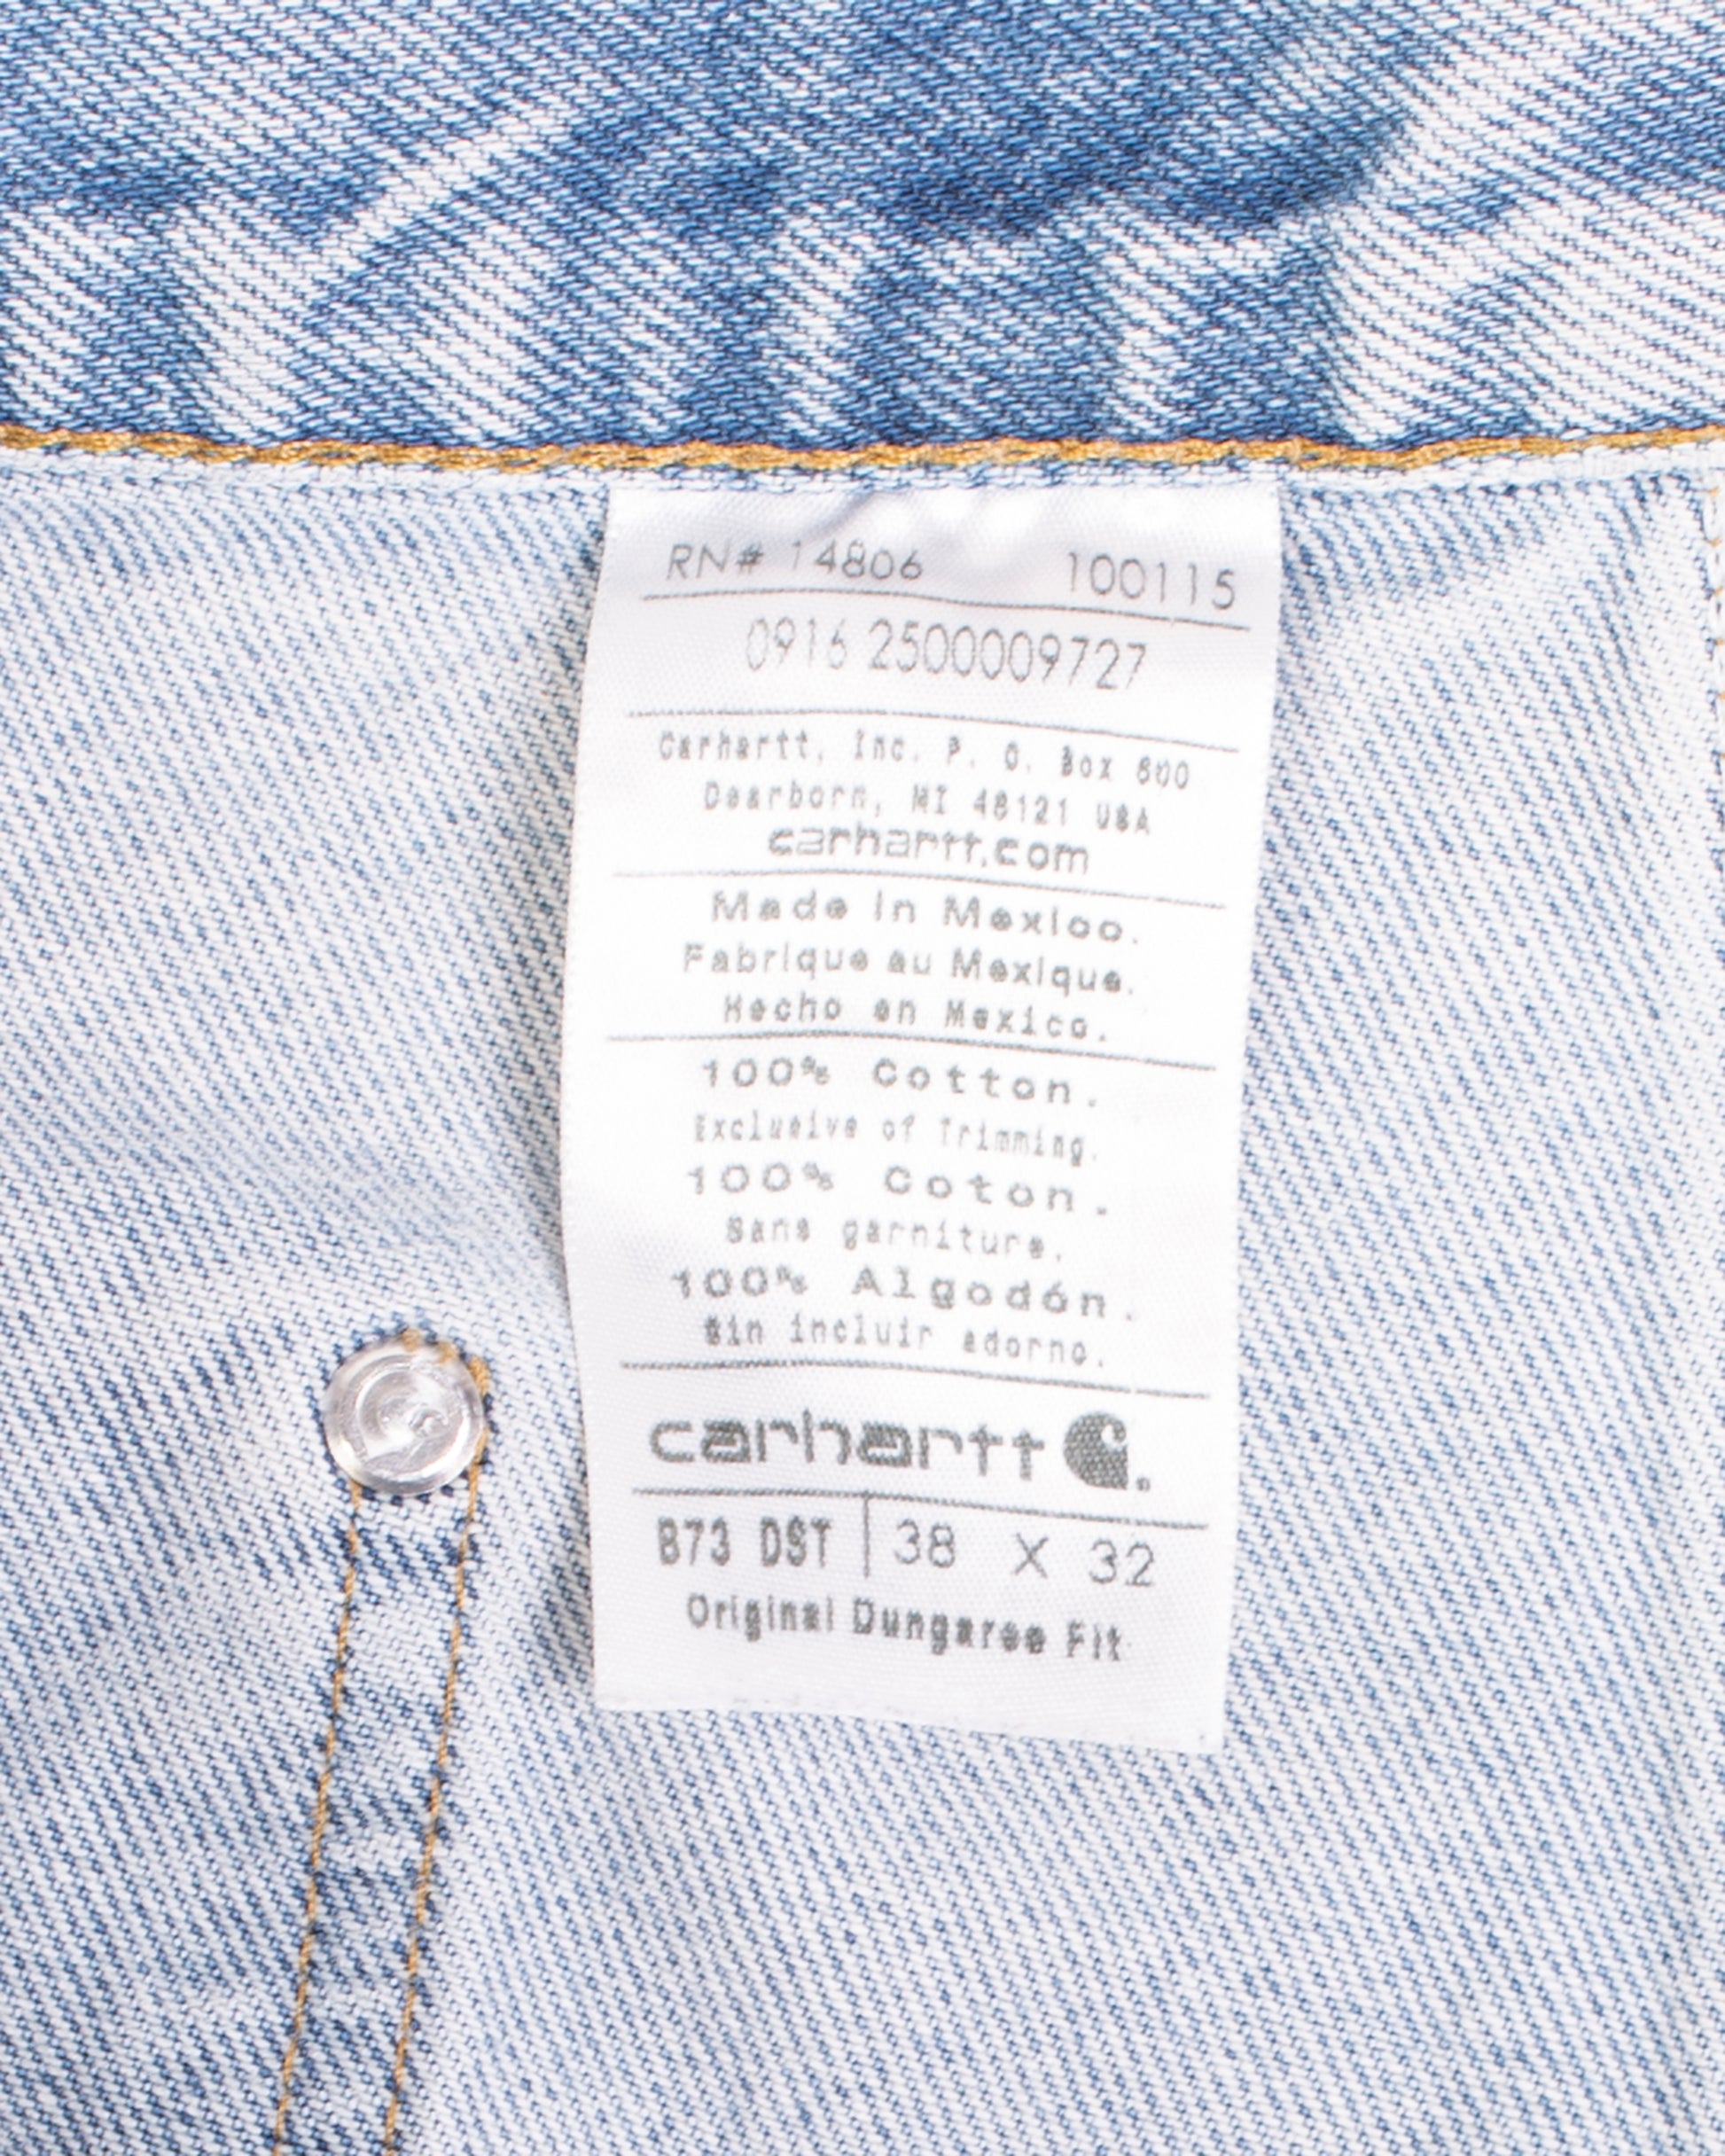 RN# 14806 100115
0916 2500009727
Carhartt, Inc. P. O. Box 600
Dearborn, MI 48121 USA
carhartt.com
Made in Mexico.
Fabrique au Mexique.
Hecho en Mexico.
100% Cotton.
Exclusive of Trimming.
100% Coton.
Sans garniture.
100% Algodón.
Sin incluir adorno.
carhartt
B73 DST 38 X 32
Original Dungaree Fit